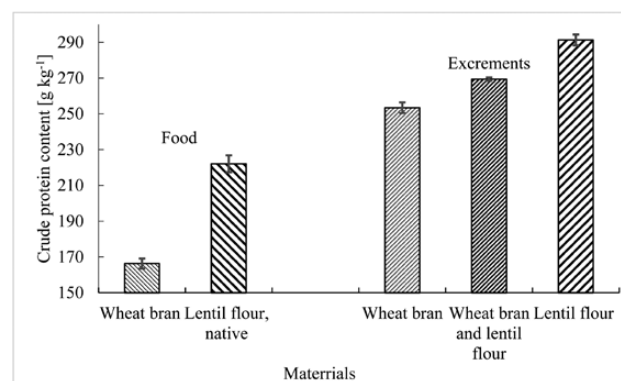 Crude protein content [g kg⁻¹]
290
270
250
230
210
190
170
150
Food
Excrements
Wheat bran Lentil flour, native
Wheat bran Wheat bran and lentil flour Lentil flour
Materrials